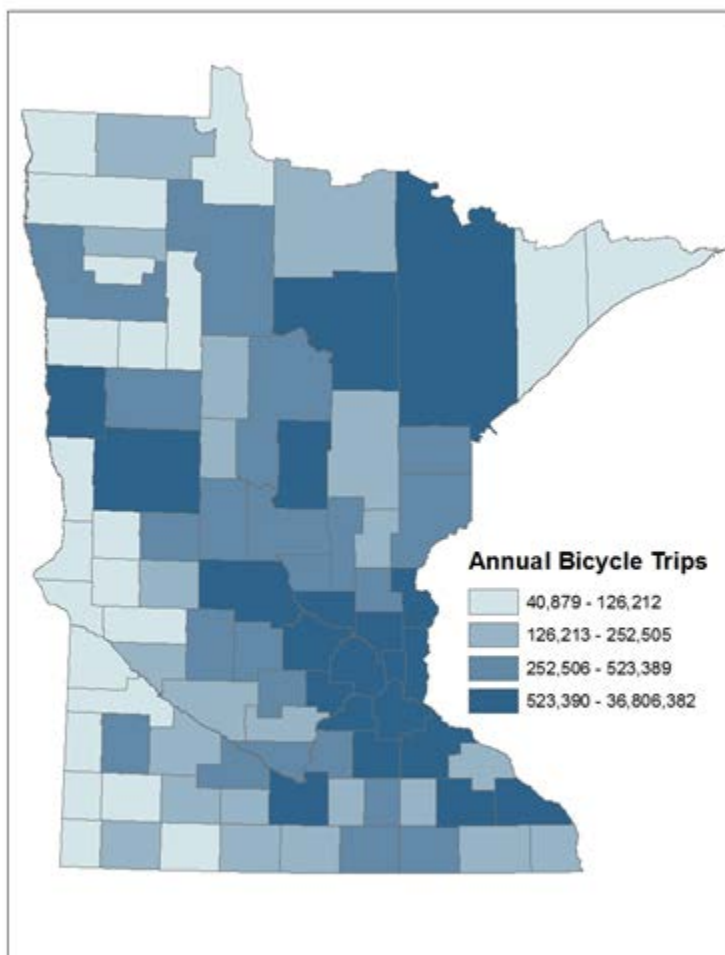 Annual Bicycle Trips
40,879 - 126,212
126,213 - 252,505
252,506 - 523,389
523,390 - 36,806,382